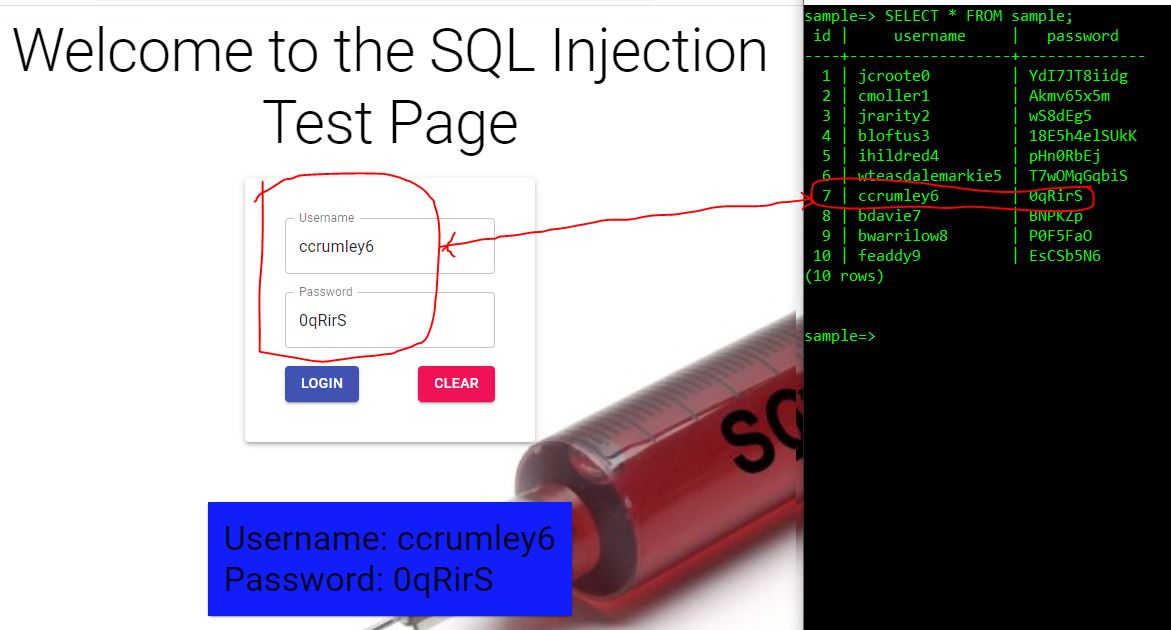 Welcome to the SQL Injection
Test Page
Username
ccrumley6
Password
0qRirS
LOGIN CLEAR
Username: ccrumley6
Password: 0qRirS
sample=> SELECT * FROM sample;
id | username | password
----+------------------+--------------
1 | jcroote0 | YdI7JT8iidg
2 | cmoller1 | Akmv65x5m
3 | jrarity2 | wS8dEg5
4 | bloftus3 | 18E5h4elSUkK
5 | ihildred4 | pHn0RbEj
6 | wteasdalemarkie5 | T7wOMqGqbiS
7 | ccrumley6 | 0qRirS
8 | bdavie7 | BNPKZp
9 | bwarrilow8 | P0F5FaO
10 | feaddy9 | EsCSb5N6
(10 rows)
sample=>